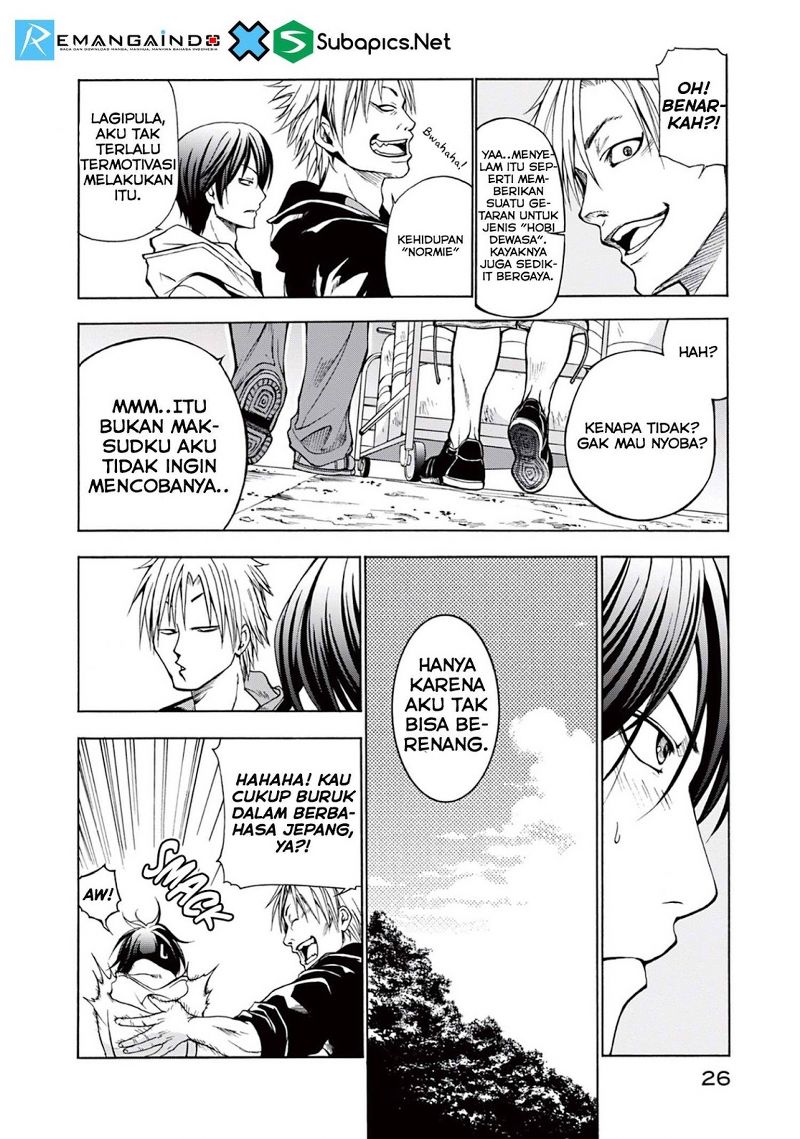 REMANGAINDO
BACA DAN DOWNLOAD MANGA, MANHUA, MANHWA BAHASA INDONESIA
X
S
Subapics.Net
OH!
BENAR-
KAH?!
YAA..MENYE-
LAM ITU SEP-
ERTI MEM-
BERIKAN
SUATU GE-
TARAN UNTUK
JENIS "HOBI
DEWASA".
KAYAKNYA
JUGA SEDIK-
IT BERGAYA.
Bwahaha!
KEHIDUPAN
"NORMIE"
LAGIPULA,
AKU TAK
TERLALU
TERMOTIVASI
MELAKUKAN
ITU.
HAH?
KENAPA TIDAK?
GAK MAU NYOBA?
MMM..ITU
BUKAN MAK-
SUDKU AKU
TIDAK INGIN
MENCOBANYA..
HANYA
KARENA
AKU TAK
BISA BE-
RENANG.
HAHAHA! KAU
CUKUP BURUK
DALAM BERBA-
HASA JEPANG,
YA?!
SMACK
AW!
26